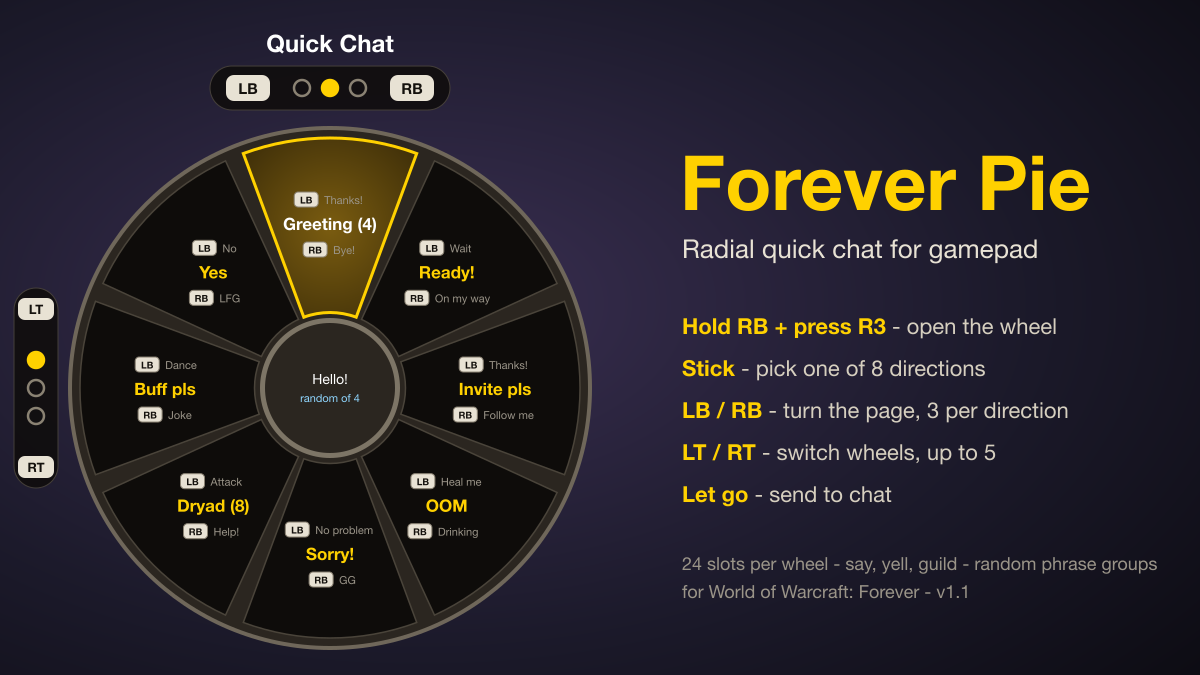 Quick Chat
LB RB
LB Thanks!
Greeting (4)
RB Bye!
LB No
Yes
RB LFG
LB Wait
Ready!
RB On my way
LT
RT
LB Dance
Buff pls
RB Joke
Hello!
random of 4
LB Thanks!
Invite pls
RB Follow me
LB Attack
Dryad (8)
RB Help!
LB No problem
Sorry!
RB GG
LB Heal me
OOM
RB Drinking
Forever Pie
Radial quick chat for gamepad
Hold RB + press R3 - open the wheel
Stick - pick one of 8 directions
LB / RB - turn the page, 3 per direction
LT / RT - switch wheels, up to 5
Let go - send to chat
24 slots per wheel - say, yell, guild - random phrase groups
for World of Warcraft: Forever - v1.1